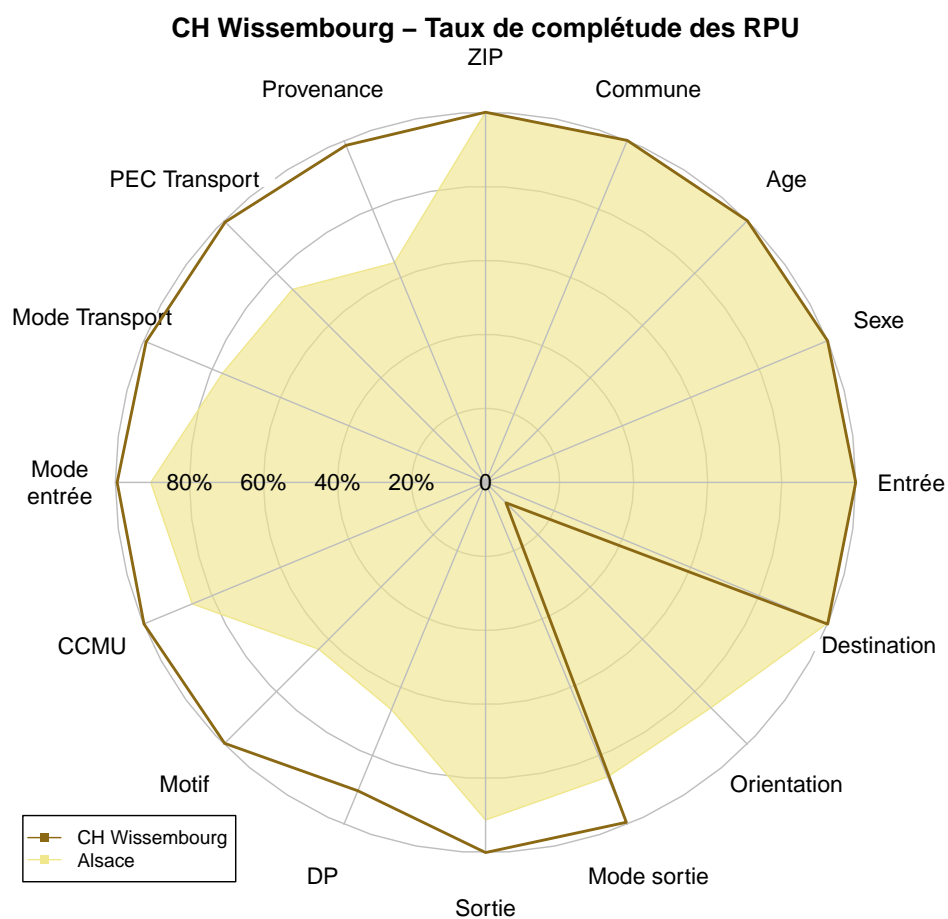 CH Wissembourg – Taux de complétude des RPU
ZIP
Provenance
Commune
PEC Transport
Age
Mode Transport
Sexe
Mode
entrée
80%
60%
40%
20%
0
Entrée
CCMU
Destination
Motif
Orientation
DP
Mode sortie
Sortie
CH Wissembourg
Alsace